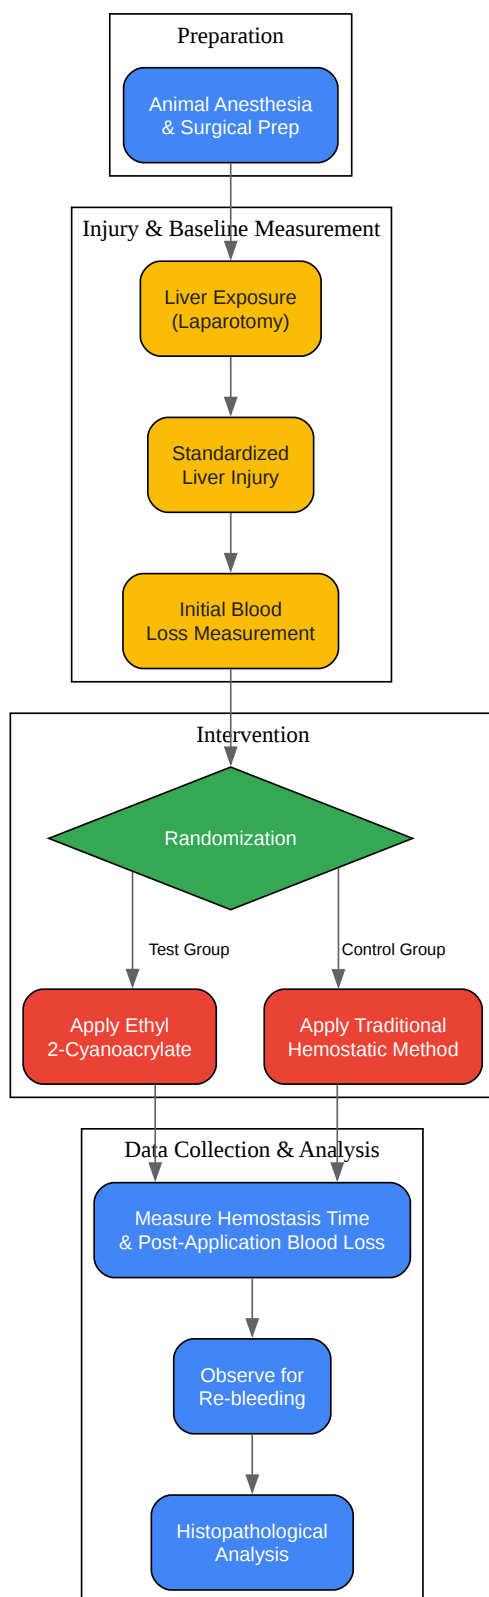 Preparation
Animal Anesthesia
& Surgical Prep
Injury & Baseline Measurement
Liver Exposure
(Laparotomy)
Standardized
Liver Injury
Initial Blood
Loss Measurement
Intervention
Randomization
Test Group
Control Group
Apply Ethyl
2-Cyanoacrylate
Apply Traditional
Hemostatic Method
Data Collection & Analysis
Measure Hemostasis Time
& Post-Application Blood Loss
Observe for
Re-bleeding
Histopathological
Analysis